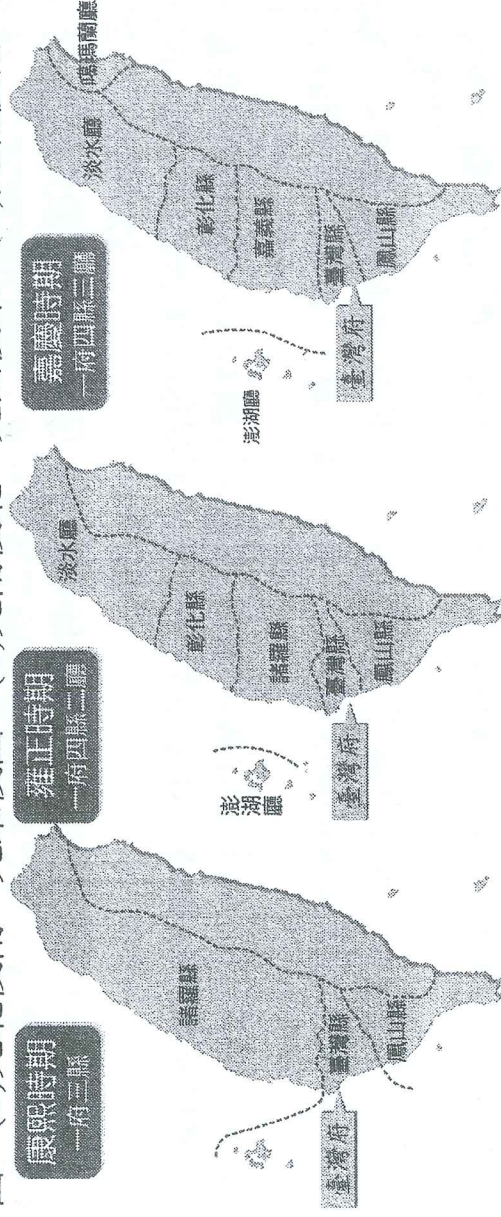 康熙時期
一府三縣
諸羅縣
臺灣縣
鳳山縣
臺灣府
雍正時期
一府四縣二廳
淡水廳
彰化縣
諸羅縣
臺灣縣
鳳山縣
澎湖廳
臺灣府
嘉慶時期
一府四縣三廳
噶瑪蘭廳
淡水廳
彰化縣
嘉義縣
臺灣縣
鳳山縣
澎湖廳
臺灣府